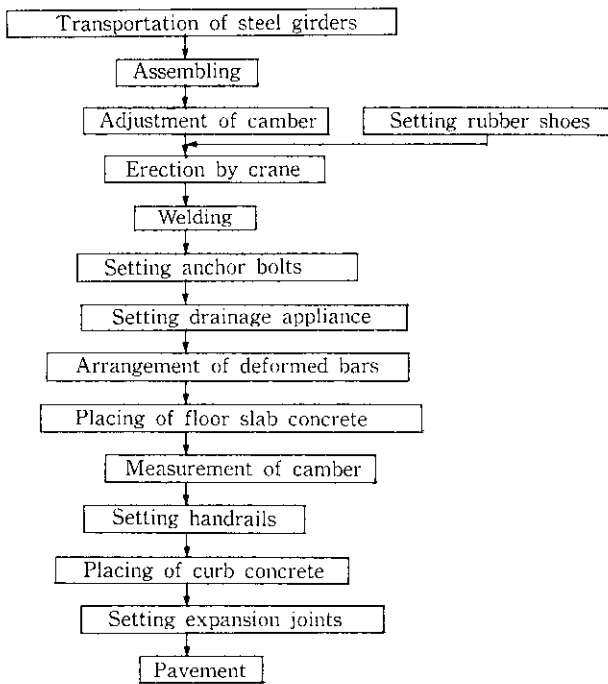 Transportation of steel girders
Assembling
Adjustment of camber
Setting rubber shoes
Erection by crane
Welding
Setting anchor bolts
Setting drainage appliance
Arrangement of deformed bars
Placing of floor slab concrete
Measurement of camber
Setting handrails
Placing of curb concrete
Setting expansion joints
Pavement